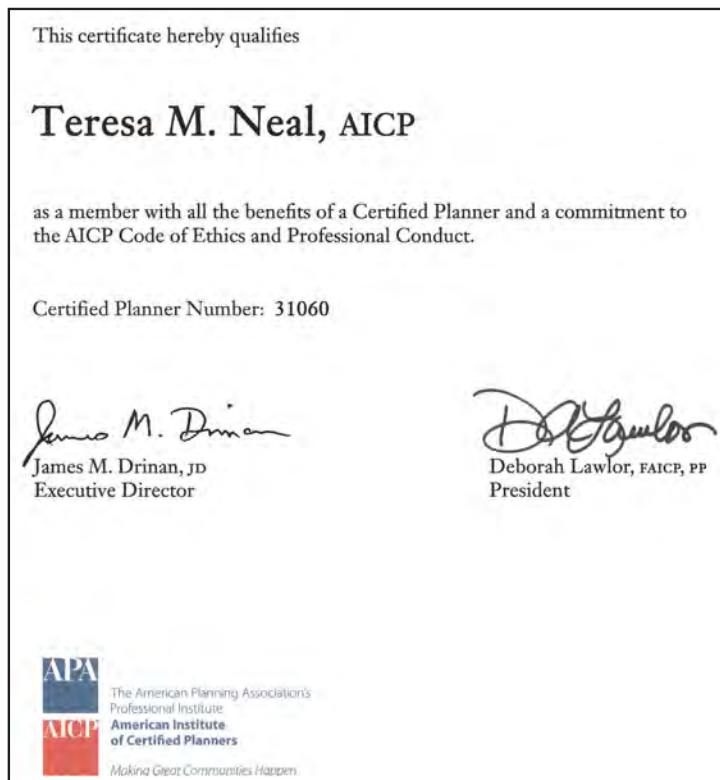 This certificate hereby qualifies
Teresa M. Neal, AICP
as a member with all the benefits of a Certified Planner and a commitment to
the AICP Code of Ethics and Professional Conduct.
Certified Planner Number: 31060
James M. Drinan
James M. Drinan, JD
Executive Director
Deborah Lawlor, FAICP, PP
President
APA
The American Planning Association's
Professional Institute
AICP
American Institute
of Certified Planners
Making Great Communities Happen